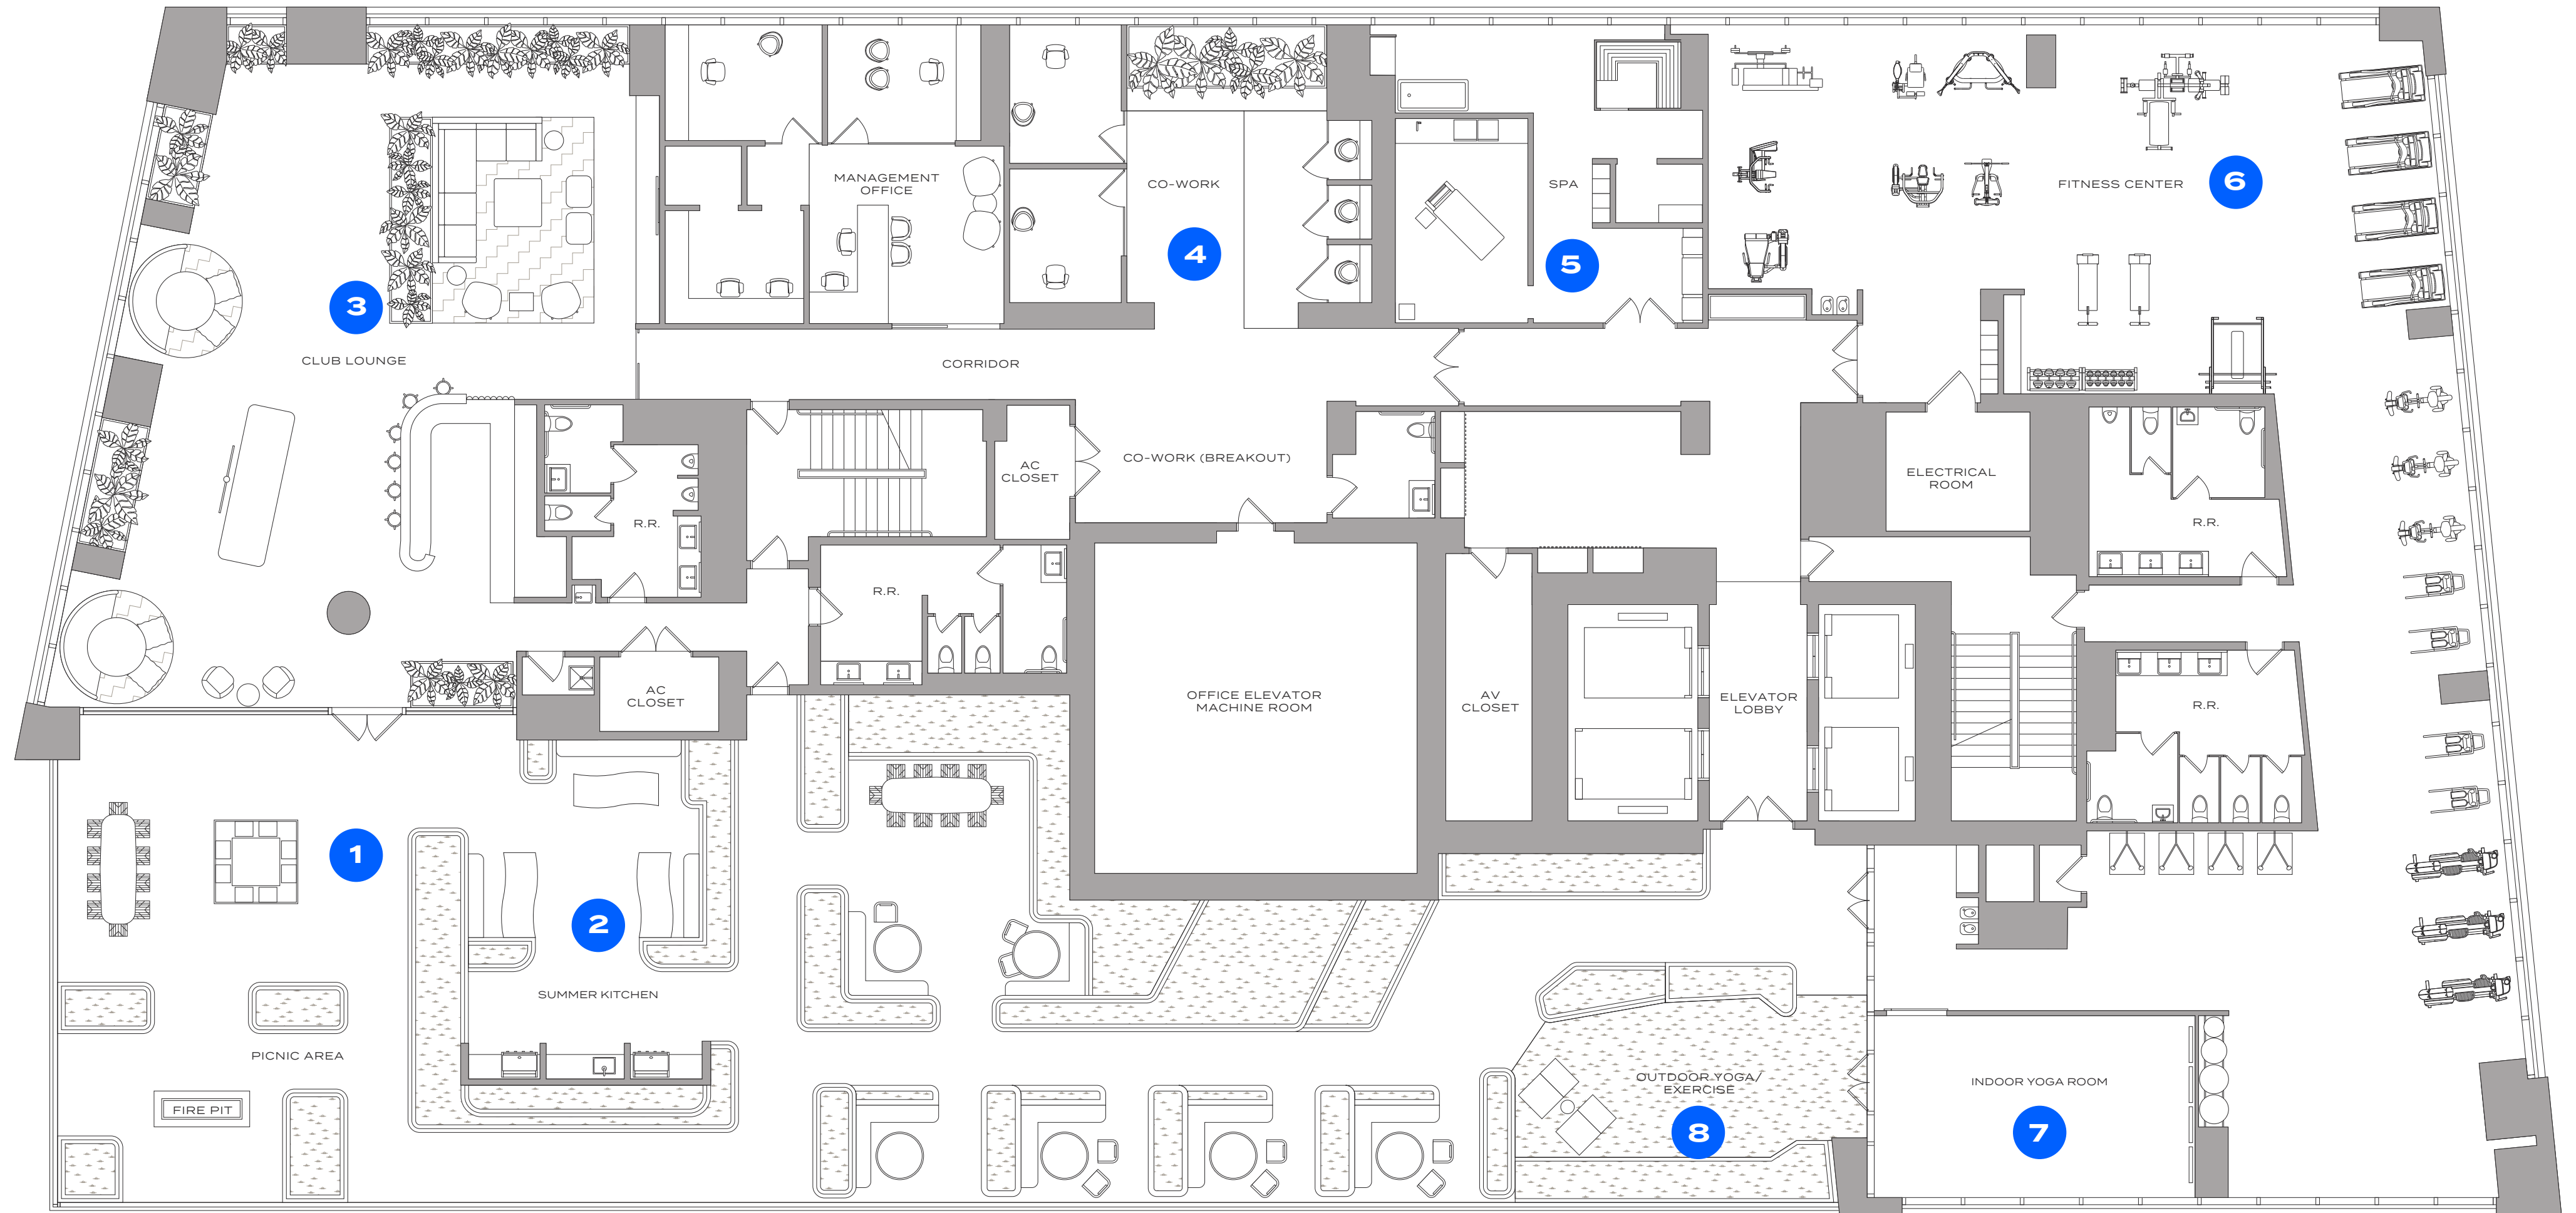 MANAGEMENT
OFFICE
CO-WORK
4
SPA
5
FITNESS CENTER
6
3
CLUB LOUNGE
CORRIDOR
CO-WORK (BREAKOUT)
AC
CLOSET
ELECTRICAL
ROOM
R.R.
R.R.
R.R.
AC
CLOSET
OFFICE ELEVATOR
MACHINE ROOM
AV
CLOSET
ELEVATOR
LOBBY
R.R.
1
2
SUMMER KITCHEN
PICNIC AREA
FIRE PIT
OUTDOOR YOGA/
EXERCISE
8
INDOOR YOGA ROOM
7